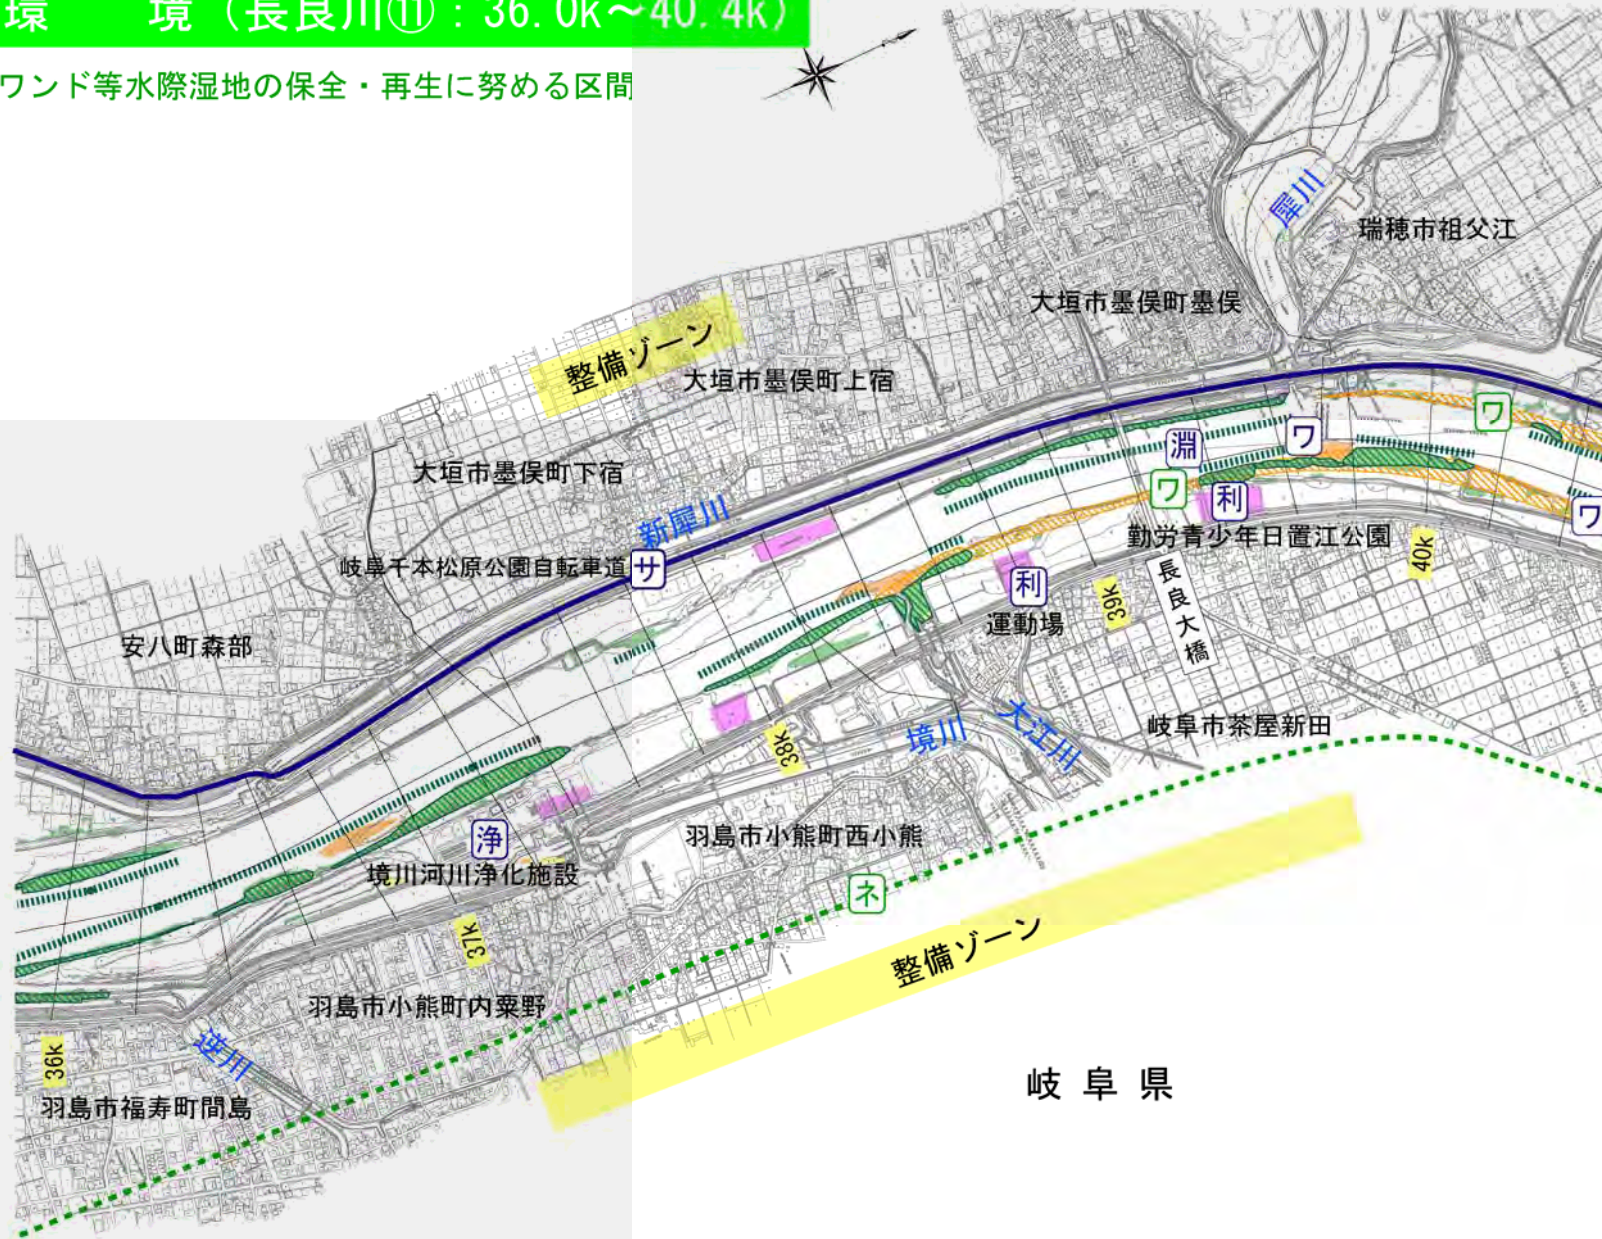 環　境（長良川⑪：36.0k～40.4k）
ワンド等水際湿地の保全・再生に努める区間
犀川
瑞穂市祖父江
大垣市墨俣町墨俣
整備ゾーン
大垣市墨俣町上宿
ワ
ワ
淵
大垣市墨俣町下宿
ワ
利
ワ
新犀川
勤労青少年日置江公園
40k
岐阜千本松原公園自転車道
サ
利
長良大橋
39k
運動場
安八町森部
大江川
境川
岐阜市茶屋新田
38k
浄
羽島市小熊町西小熊
境川河川浄化施設
ネ
37k
整備ゾーン
羽島市小熊町内粟野
逆川
36k
岐阜県
羽島市福寿町間島